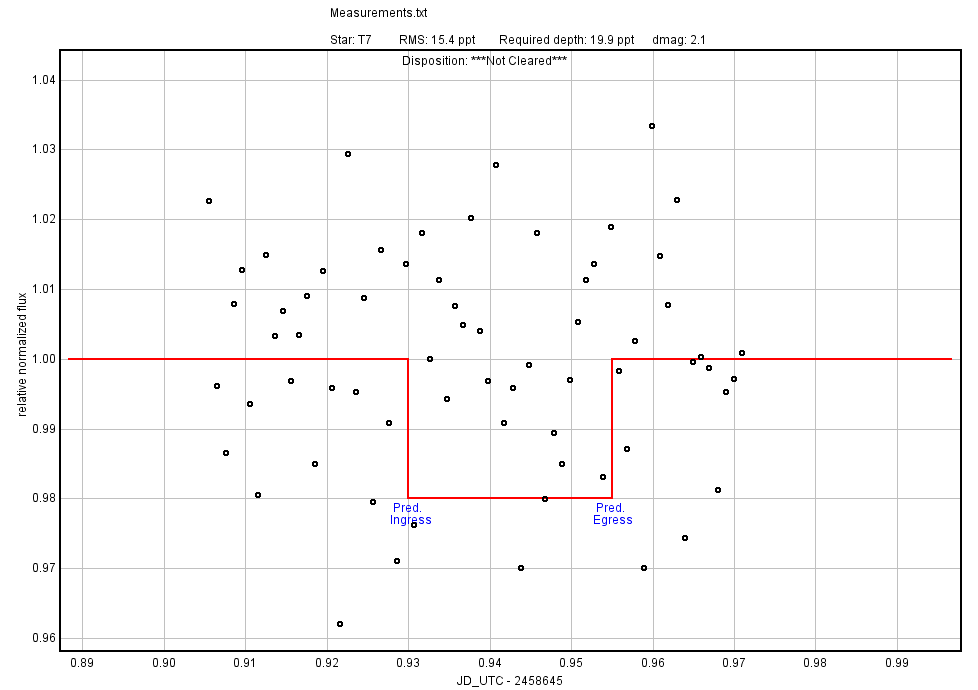 Measurements.txt
Star: T7 RMS: 15.4 ppt Required depth: 19.9 ppt dmag: 2.1
Disposition: ***Not Cleared***
1.04
1.03
1.02
1.01
1.00
0.99
0.98
0.97
0.96
relative normalized flux
Pred.
Ingress
Pred.
Egress
0.89 0.90 0.91 0.92 0.93 0.94 0.95 0.96 0.97 0.98 0.99
JD_UTC - 2458645